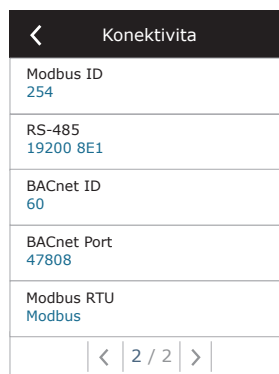 Konektivita
Modbus ID
254
RS-485
19200 8E1
BACnet ID
60
BACnet Port
47808
Modbus RTU
Modbus
2 / 2